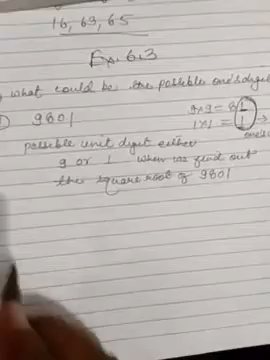 16, 63, 65
Ex. 6.3
what could be the possible one's digit
9801
9×9 = 81
1×1 = 1
possible unit digit either
9 or 1 when we find out
the square root of 9801